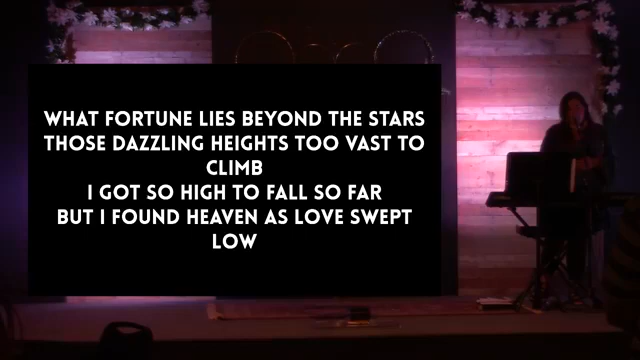 WHAT FORTUNE LIES BEYOND THE STARS
THOSE DAZZLING HEIGHTS TOO VAST TO
CLIMB
I GOT SO HIGH TO FALL SO FAR
BUT I FOUND HEAVEN AS LOVE SWEPT
LOW